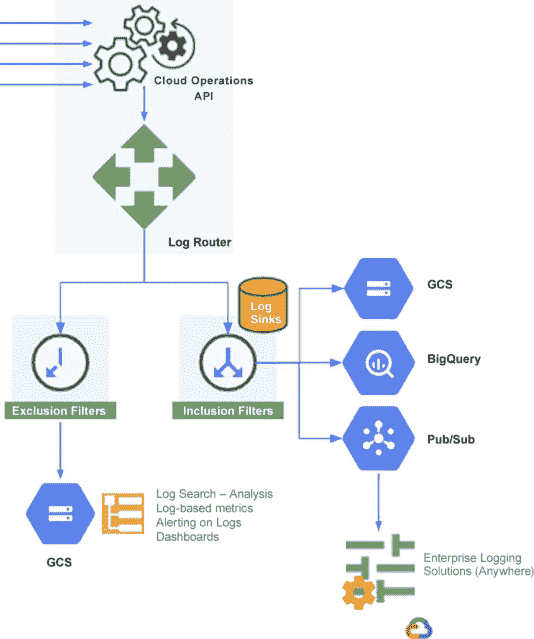 Cloud Operations
API
Log Router
Log
Sinks
GCS
BigQuery
Exclusion Filters
Inclusion Filters
Pub/Sub
Log Search – Analysis
Log-based metrics
Alerting on Logs
Dashboards
GCS
Enterprise Logging
Solutions (Anywhere)